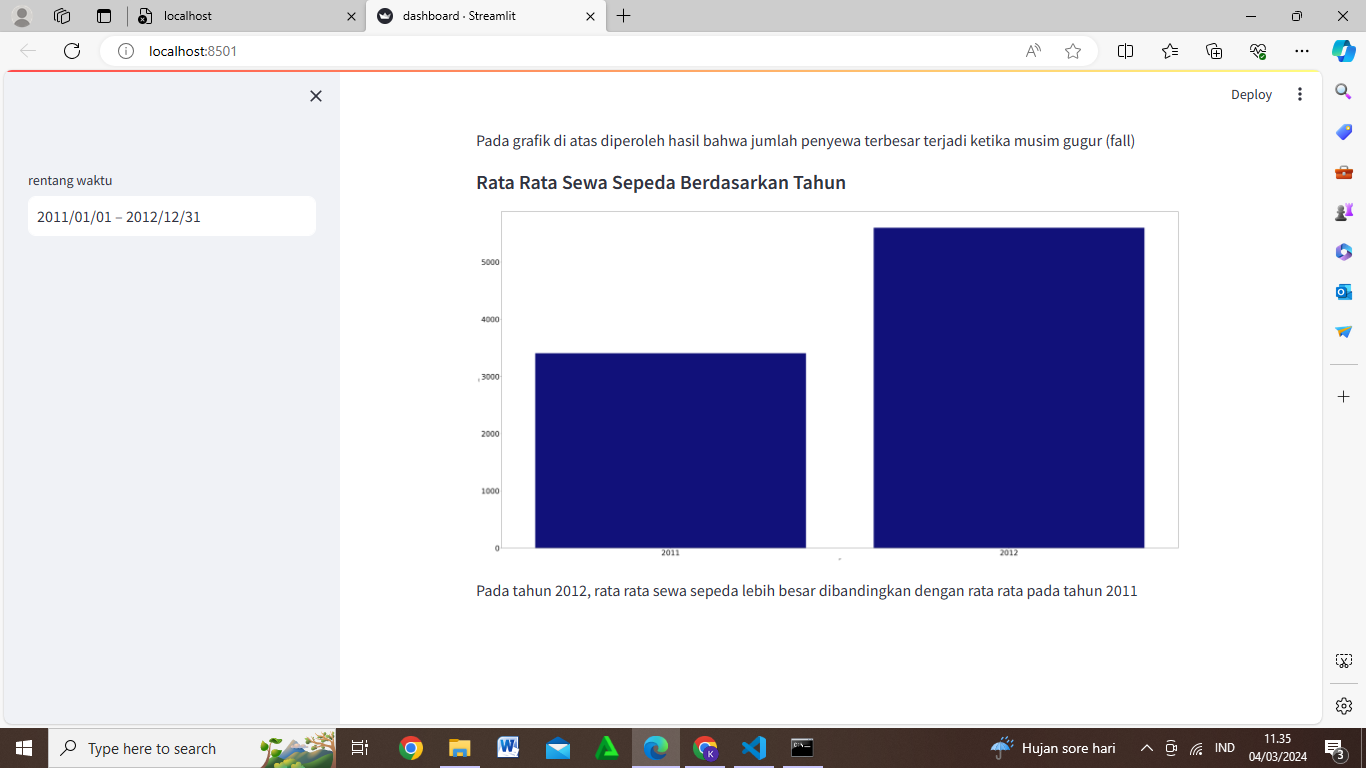 localhost
dashboard · Streamlit
localhost:8501
Deploy
rentang waktu
2011/01/01 – 2012/12/31
Pada grafik di atas diperoleh hasil bahwa jumlah penyewa terbesar terjadi ketika musim gugur (fall)
Rata Rata Sewa Sepeda Berdasarkan Tahun
5000
4000
3000
2000
1000
0
2011
2012
Pada tahun 2012, rata rata sewa sepeda lebih besar dibandingkan dengan rata rata pada tahun 2011
Type here to search
Hujan sore hari
IND
11.35
04/03/2024
3